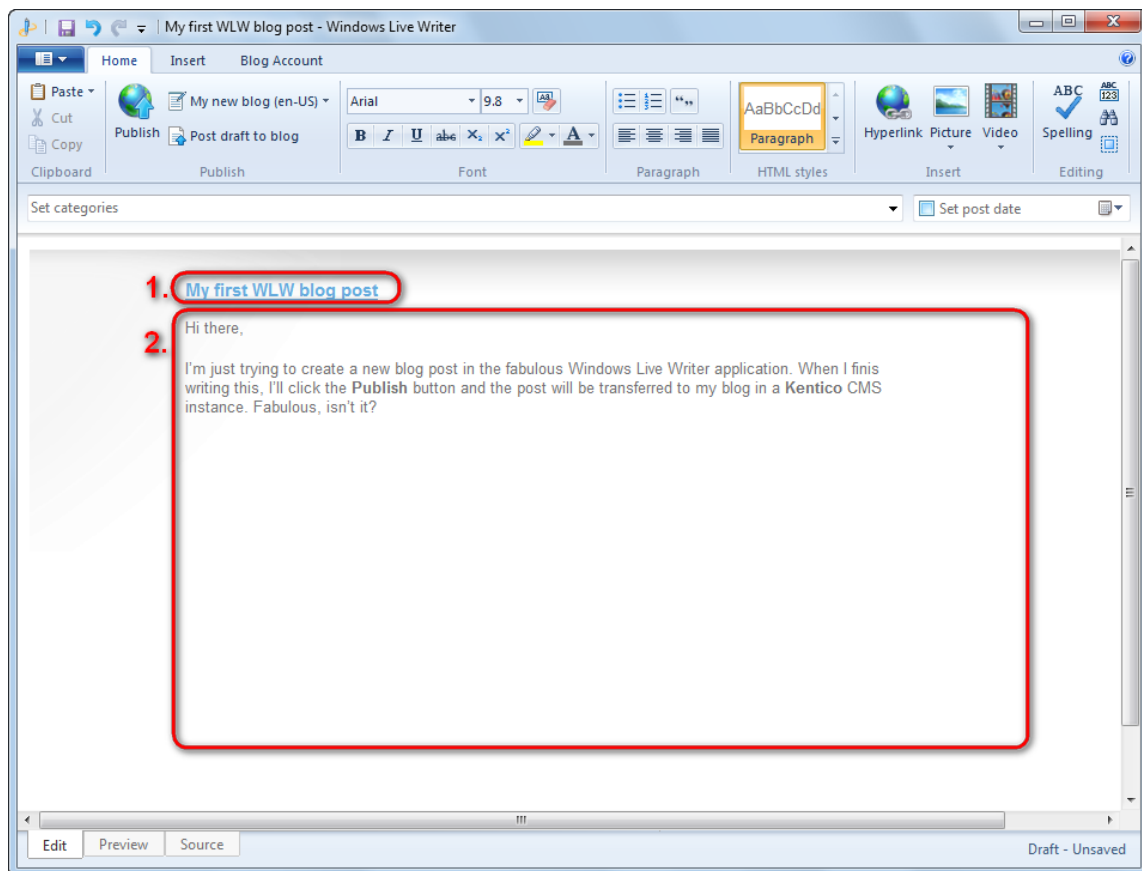 My first WLW blog post - Windows Live Writer
Home Insert Blog Account
Paste
Cut
Copy
Clipboard
Publish
My new blog (en-US)
Post draft to blog
Publish
Arial 9.8
B I U abc X₂ X²
A
Font
Paragraph
AaBbCcDd
Paragraph
HTML styles
Hyperlink Picture Video
Insert
ABC
Spelling
ABC
123
Editing
Set categories
Set post date
1. My first WLW blog post
2.
Hi there,
I'm just trying to create a new blog post in the fabulous Windows Live Writer application. When I finis
writing this, I'll click the Publish button and the post will be transferred to my blog in a Kentico CMS
instance. Fabulous, isn't it?
Edit Preview Source
Draft - Unsaved